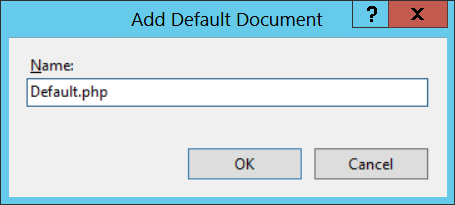 Add Default Document
? X
Name:
Default.php
OK Cancel